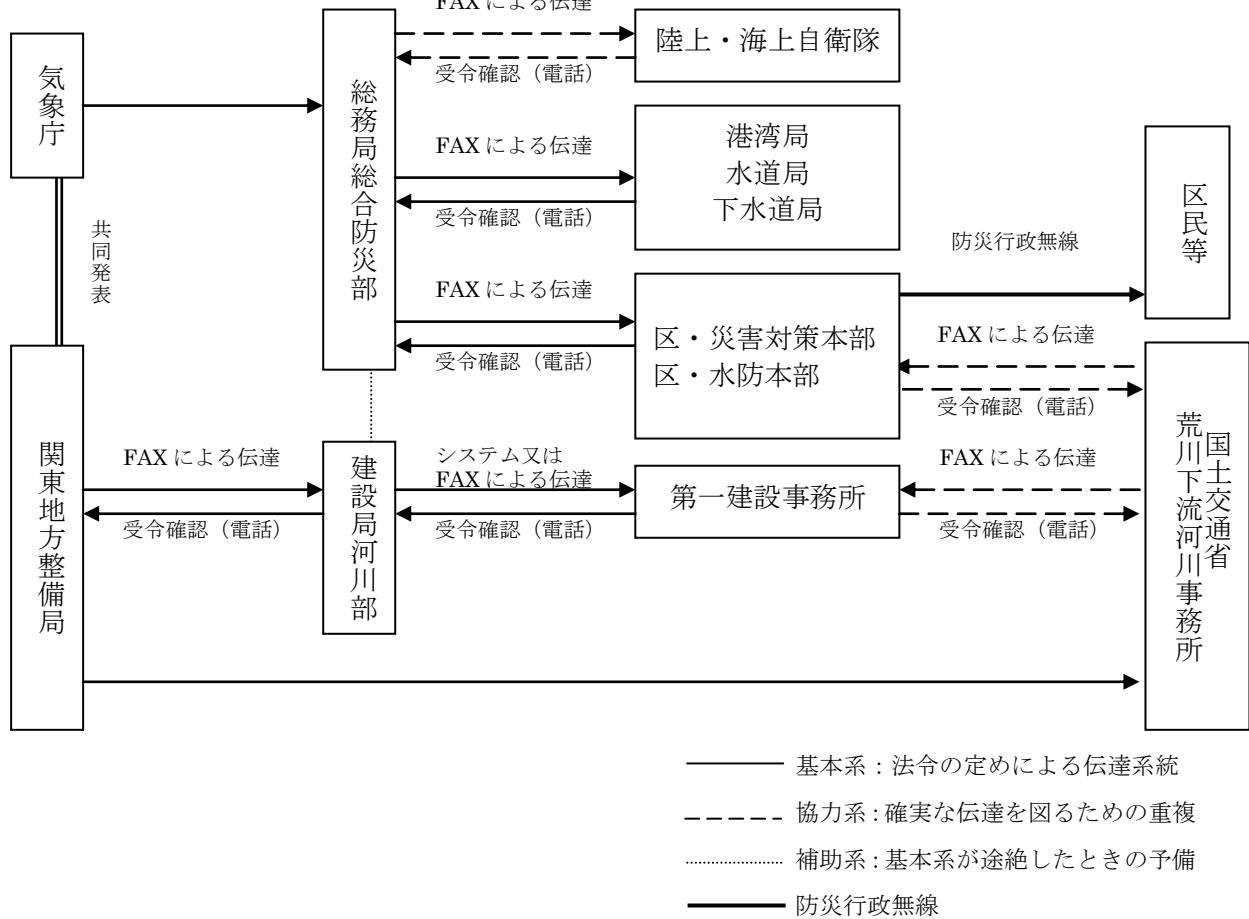 FAXによる伝達
陸上・海上自衛隊
受令確認（電話）
気象庁
総務局総合防災部
FAXによる伝達
港湾局
水道局
下水道局
受令確認（電話）
区民等
共同発表
防災行政無線
FAXによる伝達
受令確認（電話）
区・災害対策本部
区・水防本部
FAXによる伝達
受令確認（電話）
関東地方整備局
FAXによる伝達
受令確認（電話）
建設局河川部
システム又は
FAXによる伝達
受令確認（電話）
第一建設事務所
FAXによる伝達
受令確認（電話）
国土交通省
荒川下流河川事務所
基本系：法令の定めによる伝達系統
協力系：確実な伝達を図るための重複
補助系：基本系が途絶したときの予備
防災行政無線